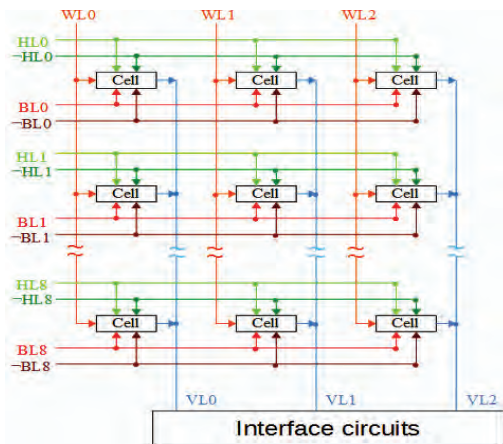 WL0 WL1 WL2
HL0
¬HL0
Cell Cell Cell
BL0
¬BL0
HL1
¬HL1
Cell Cell Cell
BL1
¬BL1
HL8
¬HL8
Cell Cell Cell
BL8
¬BL8
VL0 VL1 VL2
Interface circuits